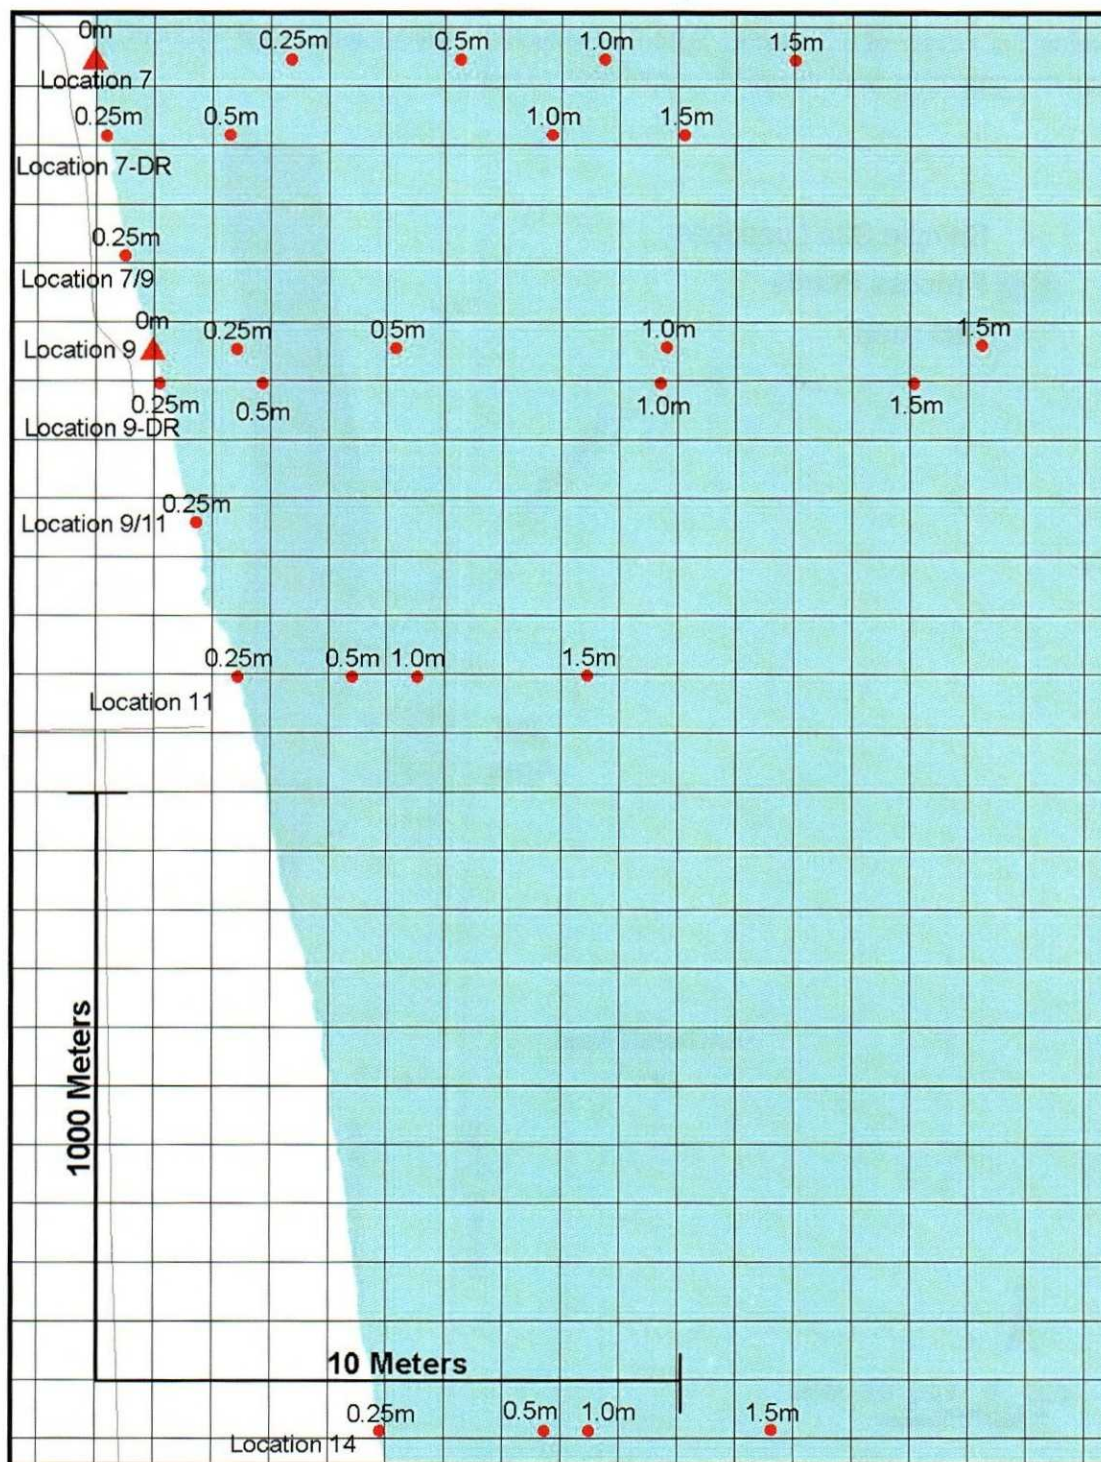 0m 0.25m 0.5m 1.0m 1.5m
Location 7
0.25m 0.5m 1.0m 1.5m
Location 7-DR
0.25m
Location 7/9
0m 0.25m 0.5m 1.0m 1.5m
Location 9
0.25m 0.5m 1.0m 1.5m
Location 9-DR
0.25m
Location 9/11
0.25m 0.5m 1.0m 1.5m
Location 11
1000 Meters
10 Meters
0.25m 0.5m 1.0m 1.5m
Location 14